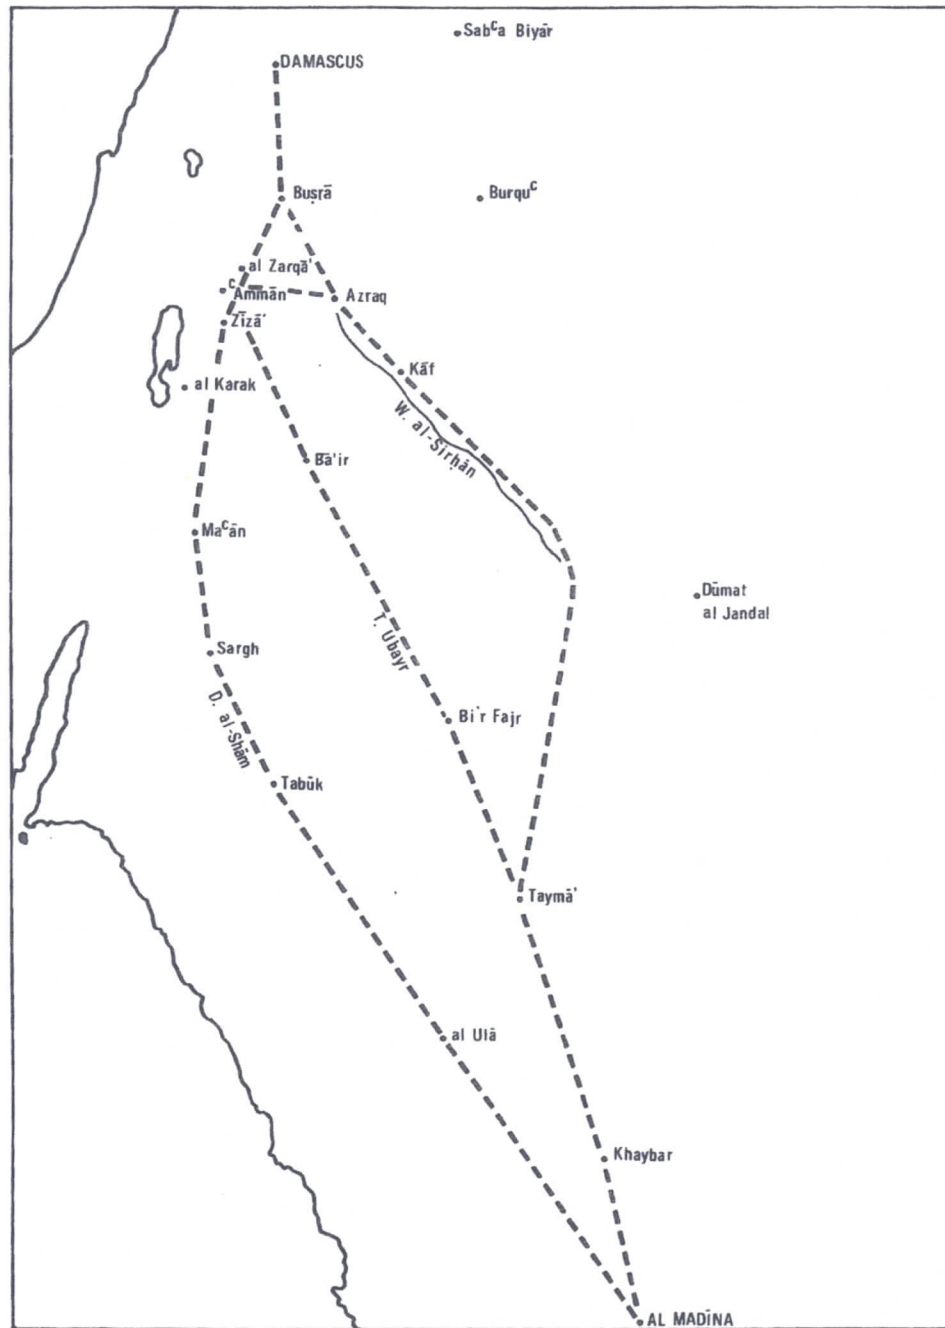 Sabᶜa Biyār
DAMASCUS
Buṣrā
Burquᶜ
al Zarqā'
ᶜAmmān
Azraq
Zīzā'
Kāf
al Karak
W. al-Sirḥān
Bā'ir
Maᶜān
Dūmat
al Jandal
T. Ubayr
Sargh
D. al-Shām
Bi'r Fajr
Tabūk
Taymā'
al Ulā
Khaybar
AL MADĪNA